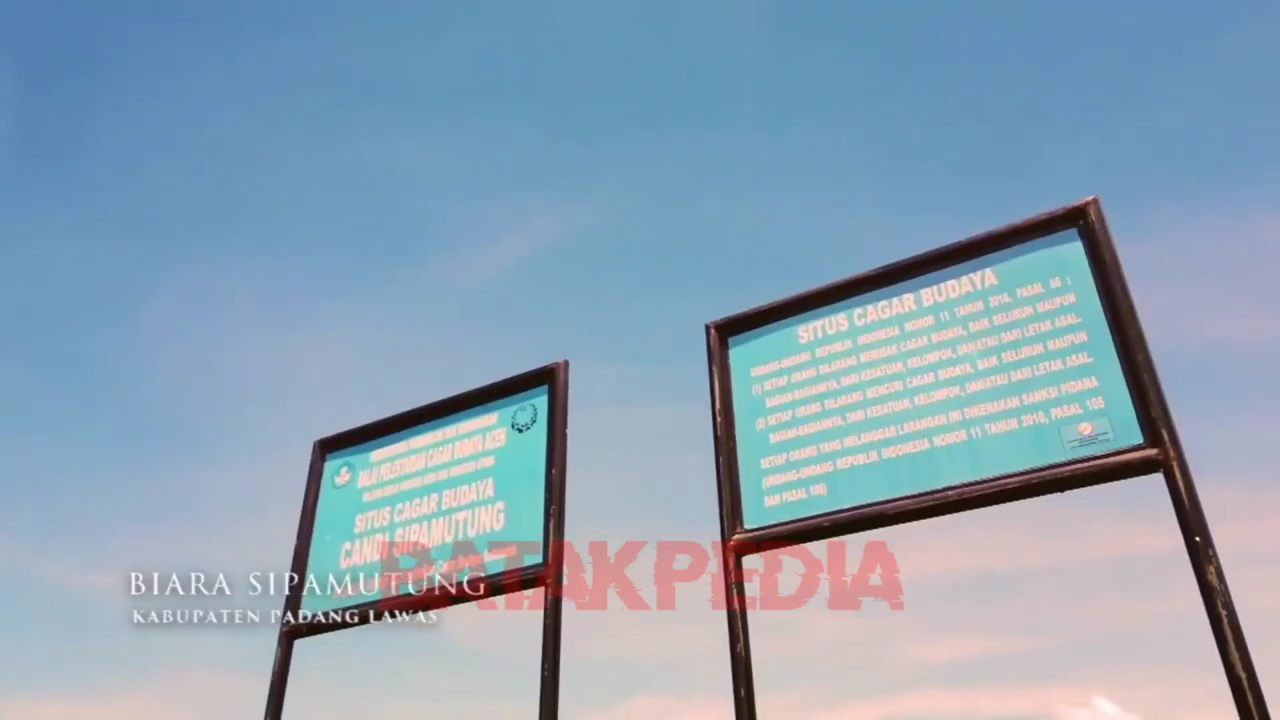 BALAI PELESTARIAN CAGAR BUDAYA ACEH
SITUS CAGAR BUDAYA
CANDI SIPAMUTUNG
SITUS CAGAR BUDAYA
UNDANG-UNDANG REPUBLIK INDONESIA NOMOR 11 TAHUN 2010, PASAL 66 :
(1) SETIAP ORANG DILARANG MERUSAK CAGAR BUDAYA, BAIK SELURUH MAUPUN
BAGIAN-BAGIANNYA, DARI KESATUAN, KELOMPOK, DAN/ATAU DARI LETAK ASAL.
(2) SETIAP ORANG DILARANG MENCURI CAGAR BUDAYA, BAIK SELURUH MAUPUN
BAGIAN-BAGIANNYA, DARI KESATUAN, KELOMPOK, DAN/ATAU DARI LETAK ASAL.
SETIAP ORANG YANG MELANGGAR LARANGAN INI DIKENAKAN SANKSI PIDANA
(UNDANG-UNDANG REPUBLIK INDONESIA NOMOR 11 TAHUN 2010, PASAL 105
DAN PASAL 106)
BATAKPEDIA
BIARA SIPAMUTUNG
KABUPATEN PADANG LAWAS